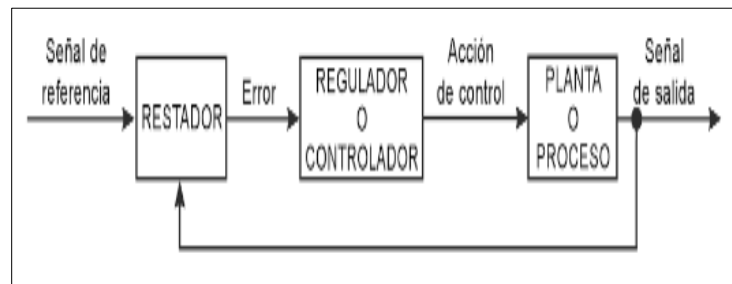 Señal de
referencia
RESTADOR
Error
REGULADOR
O
CONTROLADOR
Acción
de control
PLANTA
O
PROCESO
Señal
de salida